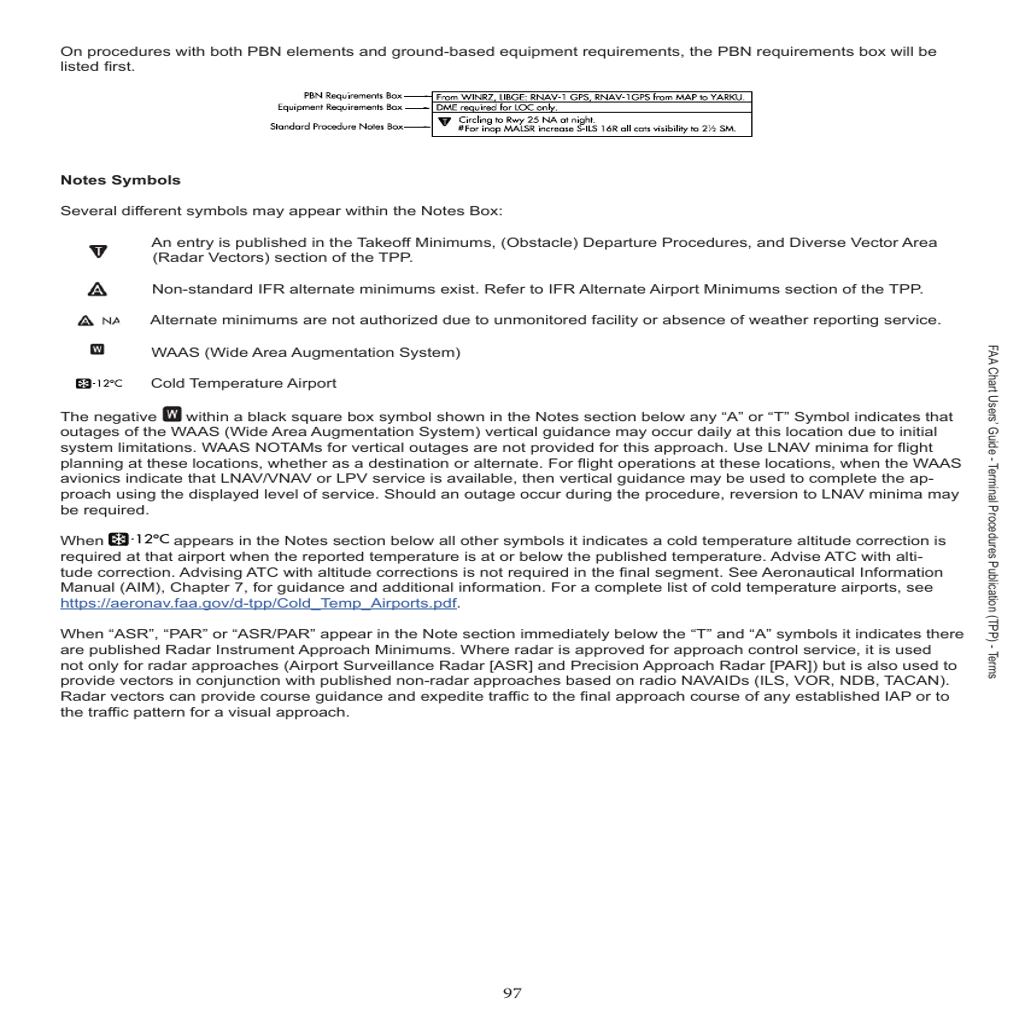 On procedures with both PBN elements and ground-based equipment requirements, the PBN requirements box will be
listed first.
PBN Requirements Box
From WINRZ, LIBGE: RNAV-1 GPS, RNAV-1GPS from MAP to YARKU.
Equipment Requirements Box
DME required for LOC only.
Standard Procedure Notes Box
T Circling to Rwy 25 NA at night.
#For inop MALSR increase S-ILS 16R all cats visibility to 2½ SM.
Notes Symbols
Several different symbols may appear within the Notes Box:
T An entry is published in the Takeoff Minimums, (Obstacle) Departure Procedures, and Diverse Vector Area
(Radar Vectors) section of the TPP.
A Non-standard IFR alternate minimums exist. Refer to IFR Alternate Airport Minimums section of the TPP.
A NA Alternate minimums are not authorized due to unmonitored facility or absence of weather reporting service.
W WAAS (Wide Area Augmentation System)
-12°C Cold Temperature Airport
The negative W within a black square box symbol shown in the Notes section below any “A” or “T” Symbol indicates that
outages of the WAAS (Wide Area Augmentation System) vertical guidance may occur daily at this location due to initial
system limitations. WAAS NOTAMs for vertical outages are not provided for this approach. Use LNAV minima for flight
planning at these locations, whether as a destination or alternate. For flight operations at these locations, when the WAAS
avionics indicate that LNAV/VNAV or LPV service is available, then vertical guidance may be used to complete the ap-
proach using the displayed level of service. Should an outage occur during the procedure, reversion to LNAV minima may
be required.
When -12°C appears in the Notes section below all other symbols it indicates a cold temperature altitude correction is
required at that airport when the reported temperature is at or below the published temperature. Advise ATC with alti-
tude correction. Advising ATC with altitude corrections is not required in the final segment. See Aeronautical Information
Manual (AIM), Chapter 7, for guidance and additional information. For a complete list of cold temperature airports, see
https://aeronav.faa.gov/d-tpp/Cold_Temp_Airports.pdf.
When “ASR”, “PAR” or “ASR/PAR” appear in the Note section immediately below the “T” and “A” symbols it indicates there
are published Radar Instrument Approach Minimums. Where radar is approved for approach control service, it is used
not only for radar approaches (Airport Surveillance Radar [ASR] and Precision Approach Radar [PAR]) but is also used to
provide vectors in conjunction with published non-radar approaches based on radio NAVAIDs (ILS, VOR, NDB, TACAN).
Radar vectors can provide course guidance and expedite traffic to the final approach course of any established IAP or to
the traffic pattern for a visual approach.
FAA Chart Users’ Guide - Terminal Procedures Publication (TPP) - Terms
97